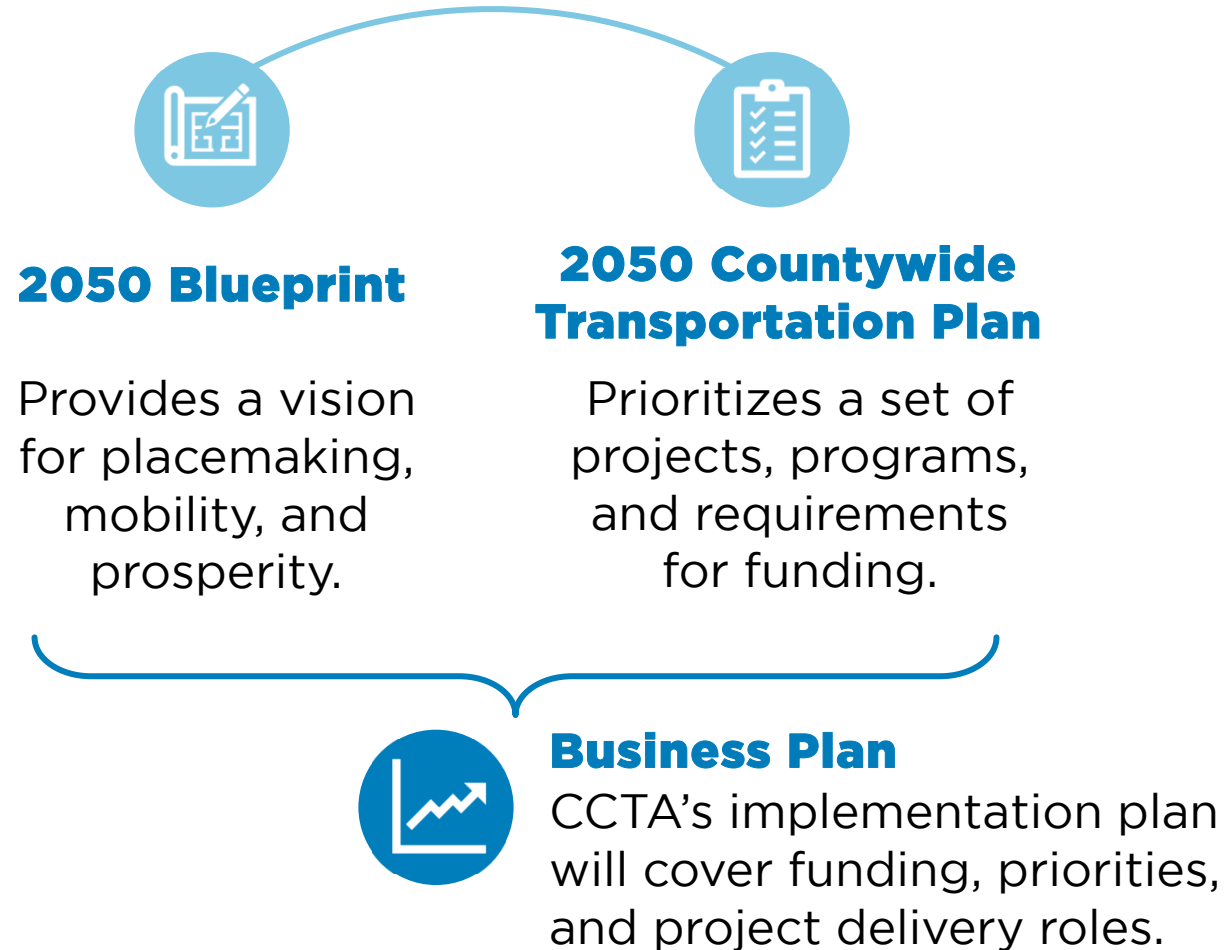 2050 Blueprint
Provides a vision
for placemaking,
mobility, and
prosperity.
2050 Countywide
Transportation Plan
Prioritizes a set of
projects, programs,
and requirements
for funding.
Business Plan
CCTA's implementation plan
will cover funding, priorities,
and project delivery roles.